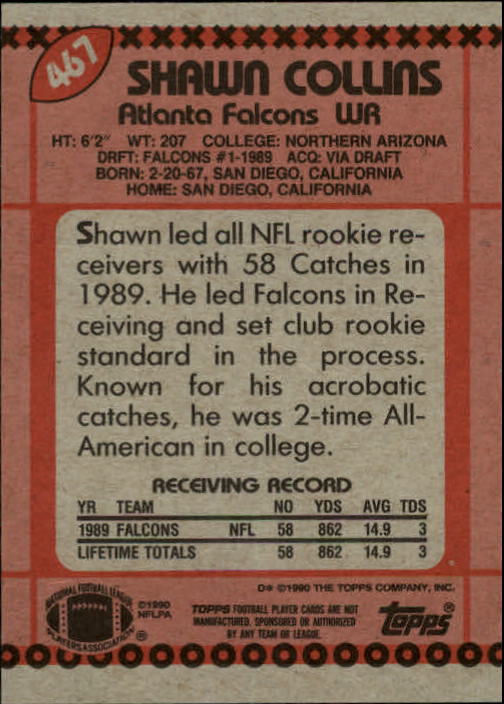 467
SHAWN COLLINS
Atlanta Falcons WR
HT: 6'2" WT: 207 COLLEGE: NORTHERN ARIZONA
DRFT: FALCONS #1-1989 ACQ: VIA DRAFT
BORN: 2-20-67, SAN DIEGO, CALIFORNIA
HOME: SAN DIEGO, CALIFORNIA
Shawn led all NFL rookie re-
ceivers with 58 Catches in
1989. He led Falcons in Re-
ceiving and set club rookie
standard in the process.
Known for his acrobatic
catches, he was 2-time All-
American in college.
RECEIVING RECORD
YR TEAM NO YDS AVG TDS
1989 FALCONS NFL 58 862 14.9 3
LIFETIME TOTALS 58 862 14.9 3
D* ©1990 THE TOPPS COMPANY, INC.
NATIONAL FOOTBALL LEAGUE
PLAYERS ASSOCIATION ®
©1990
NFLPA
TOPPS FOOTBALL PLAYER CARDS ARE NOT
MANUFACTURED, SPONSORED OR AUTHORIZED
BY ANY TEAM OR LEAGUE.
topps®